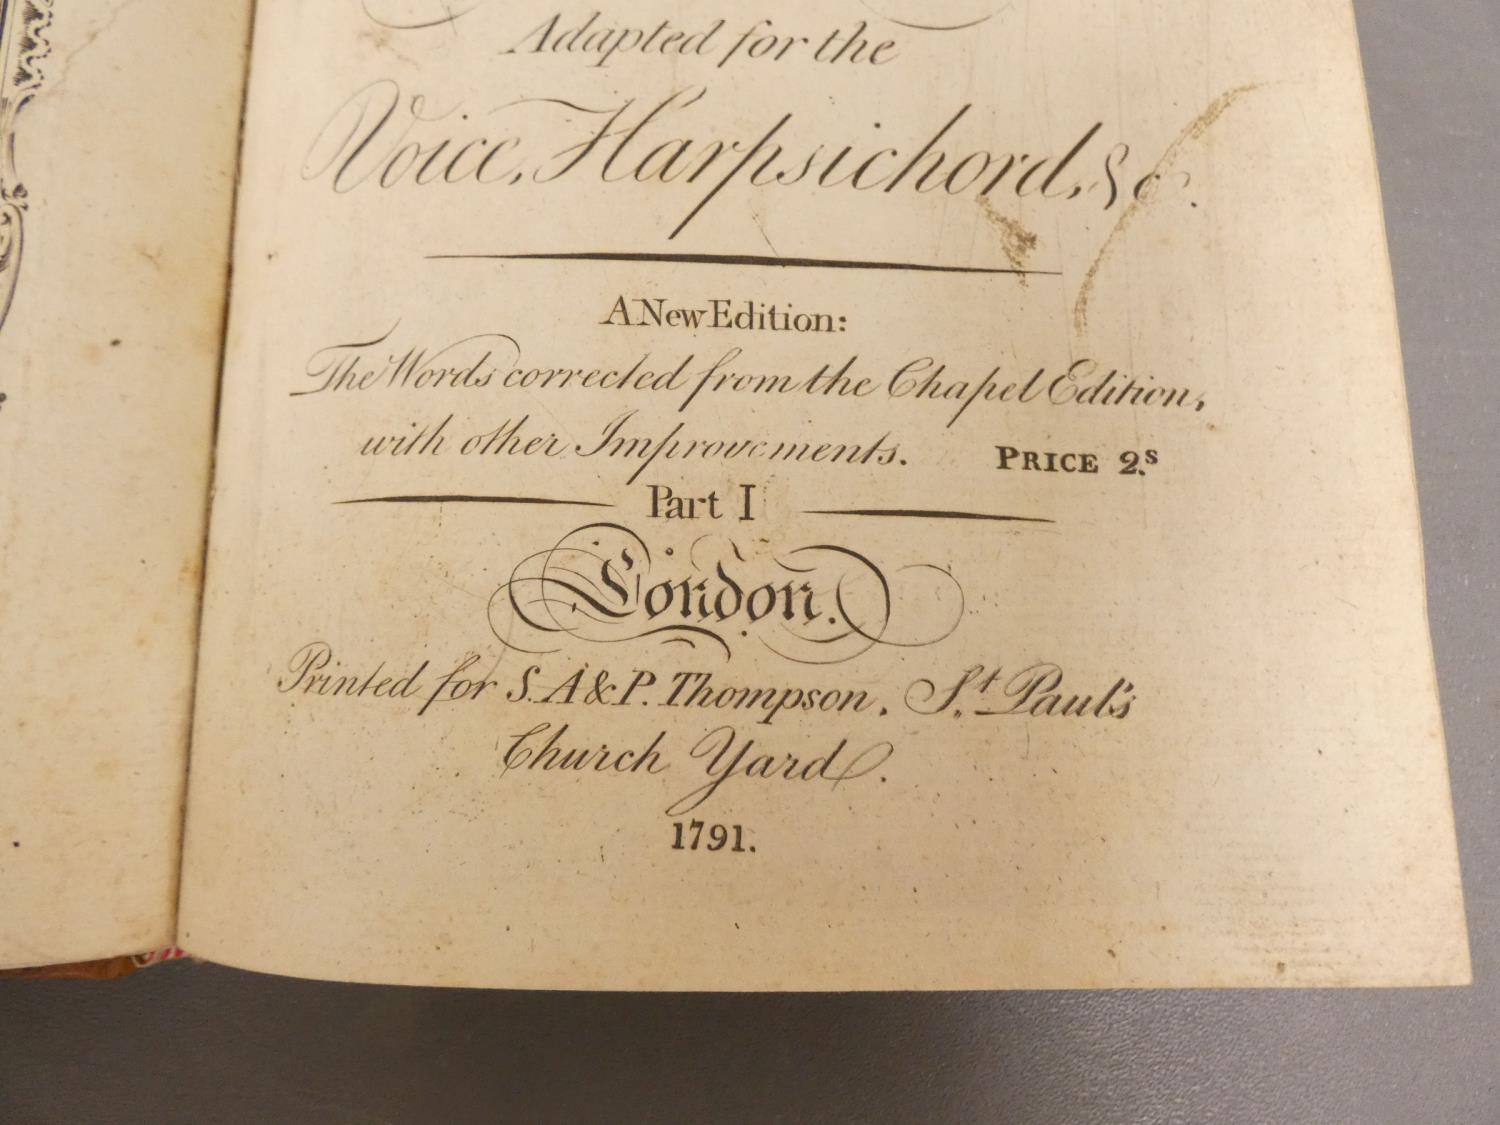 Adapted for the
Voice, Harpsichord, &c.
A New Edition:
The Words corrected from the Chapel Edition,
with other Improvements. PRICE 2.s
Part I
London.
Printed for S. A & P. Thompson, St. Paul's
Church Yard.
1791.